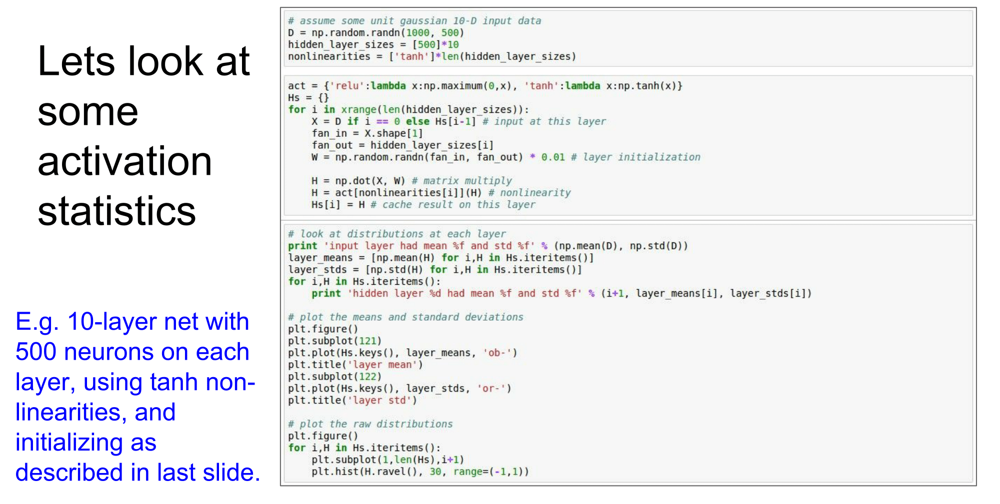 Lets look at
some
activation
statistics
E.g. 10-layer net with
500 neurons on each
layer, using tanh non-
linearities, and
initializing as
described in last slide.
# assume some unit gaussian 10-D input data
D = np.random.randn(1000, 500)
hidden_layer_sizes = [500]*10
nonlinearities = ['tanh']*len(hidden_layer_sizes)
act = {'relu':lambda x:np.maximum(0,x), 'tanh':lambda x:np.tanh(x)}
Hs = {}
for i in xrange(len(hidden_layer_sizes)):
    X = D if i == 0 else Hs[i-1] # input at this layer
    fan_in = X.shape[1]
    fan_out = hidden_layer_sizes[i]
    W = np.random.randn(fan_in, fan_out) * 0.01 # layer initialization
    H = np.dot(X, W) # matrix multiply
    H = act[nonlinearities[i]](H) # nonlinearity
    Hs[i] = H # cache result on this layer
# look at distributions at each layer
print 'input layer had mean %f and std %f' % (np.mean(D), np.std(D))
layer_means = [np.mean(H) for i,H in Hs.iteritems()]
layer_stds = [np.std(H) for i,H in Hs.iteritems()]
for i,H in Hs.iteritems():
    print 'hidden layer %d had mean %f and std %f' % (i+1, layer_means[i], layer_stds[i])
# plot the means and standard deviations
plt.figure()
plt.subplot(121)
plt.plot(Hs.keys(), layer_means, 'ob-')
plt.title('layer mean')
plt.subplot(122)
plt.plot(Hs.keys(), layer_stds, 'or-')
plt.title('layer std')
# plot the raw distributions
plt.figure()
for i,H in Hs.iteritems():
    plt.subplot(1,len(Hs),i+1)
    plt.hist(H.ravel(), 30, range=(-1,1))